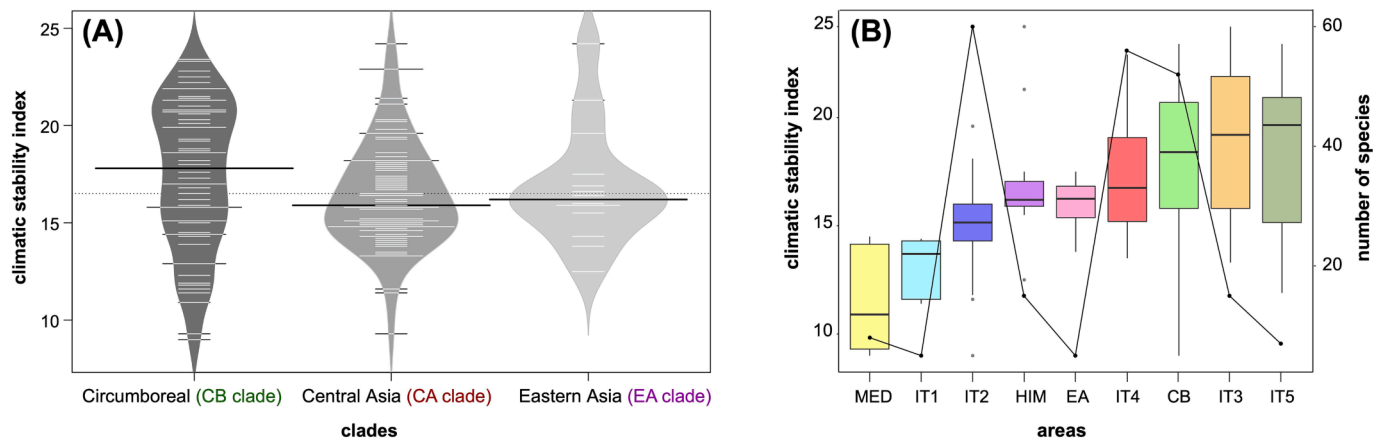 (A)
climatic stability index
25
20
15
10
Circumboreal (CB clade)
Central Asia (CA clade)
Eastern Asia (EA clade)
clades
(B)
climatic stability index
25
20
15
10
number of species
60
40
20
MED
IT1
IT2
HIM
EA
IT4
CB
IT3
IT5
areas